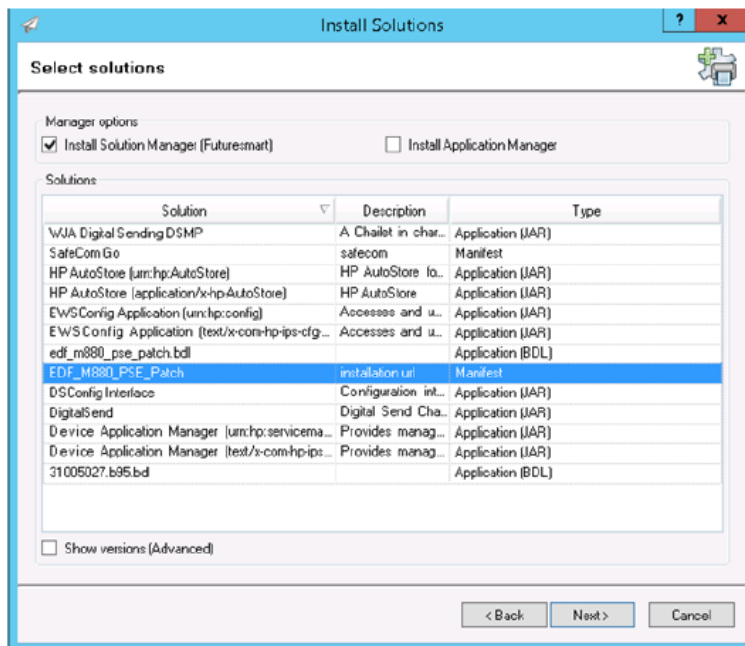 Install Solutions
? x
Select solutions
Manager options
Install Solution Manager (Futuresmart) Install Application Manager
Solutions
Solution Description Type
WJA Digital Sending DSMP A Chailet in char... Application (JAR)
SafeCom Go safecom Manifest
HP AutoStore (urn:hp:AutoStore) HP AutoStore fo... Application (JAR)
HP AutoStore (application/x-hp-AutoStore) HP AutoStore Application (JAR)
EWSConfig Application (urn:hp:config) Accesses and u... Application (JAR)
EWSConfig Application (text/x-com-hp-ips-cfg-... Accesses and u... Application (JAR)
edf_m880_pse_patch.bdl Application (BDL)
EDF_M880_PSE_Patch installation url Manifest
DSConfig Interface Configuration int... Application (JAR)
DigitalSend Digital Send Cha... Application (JAR)
Device Application Manager (urn:hp:servicema... Provides manag... Application (JAR)
Device Application Manager (text/x-com-hp-ips... Provides manag... Application (JAR)
31005027.b95.bdl Application (BDL)
Show versions (Advanced)
< Back Next > Cancel